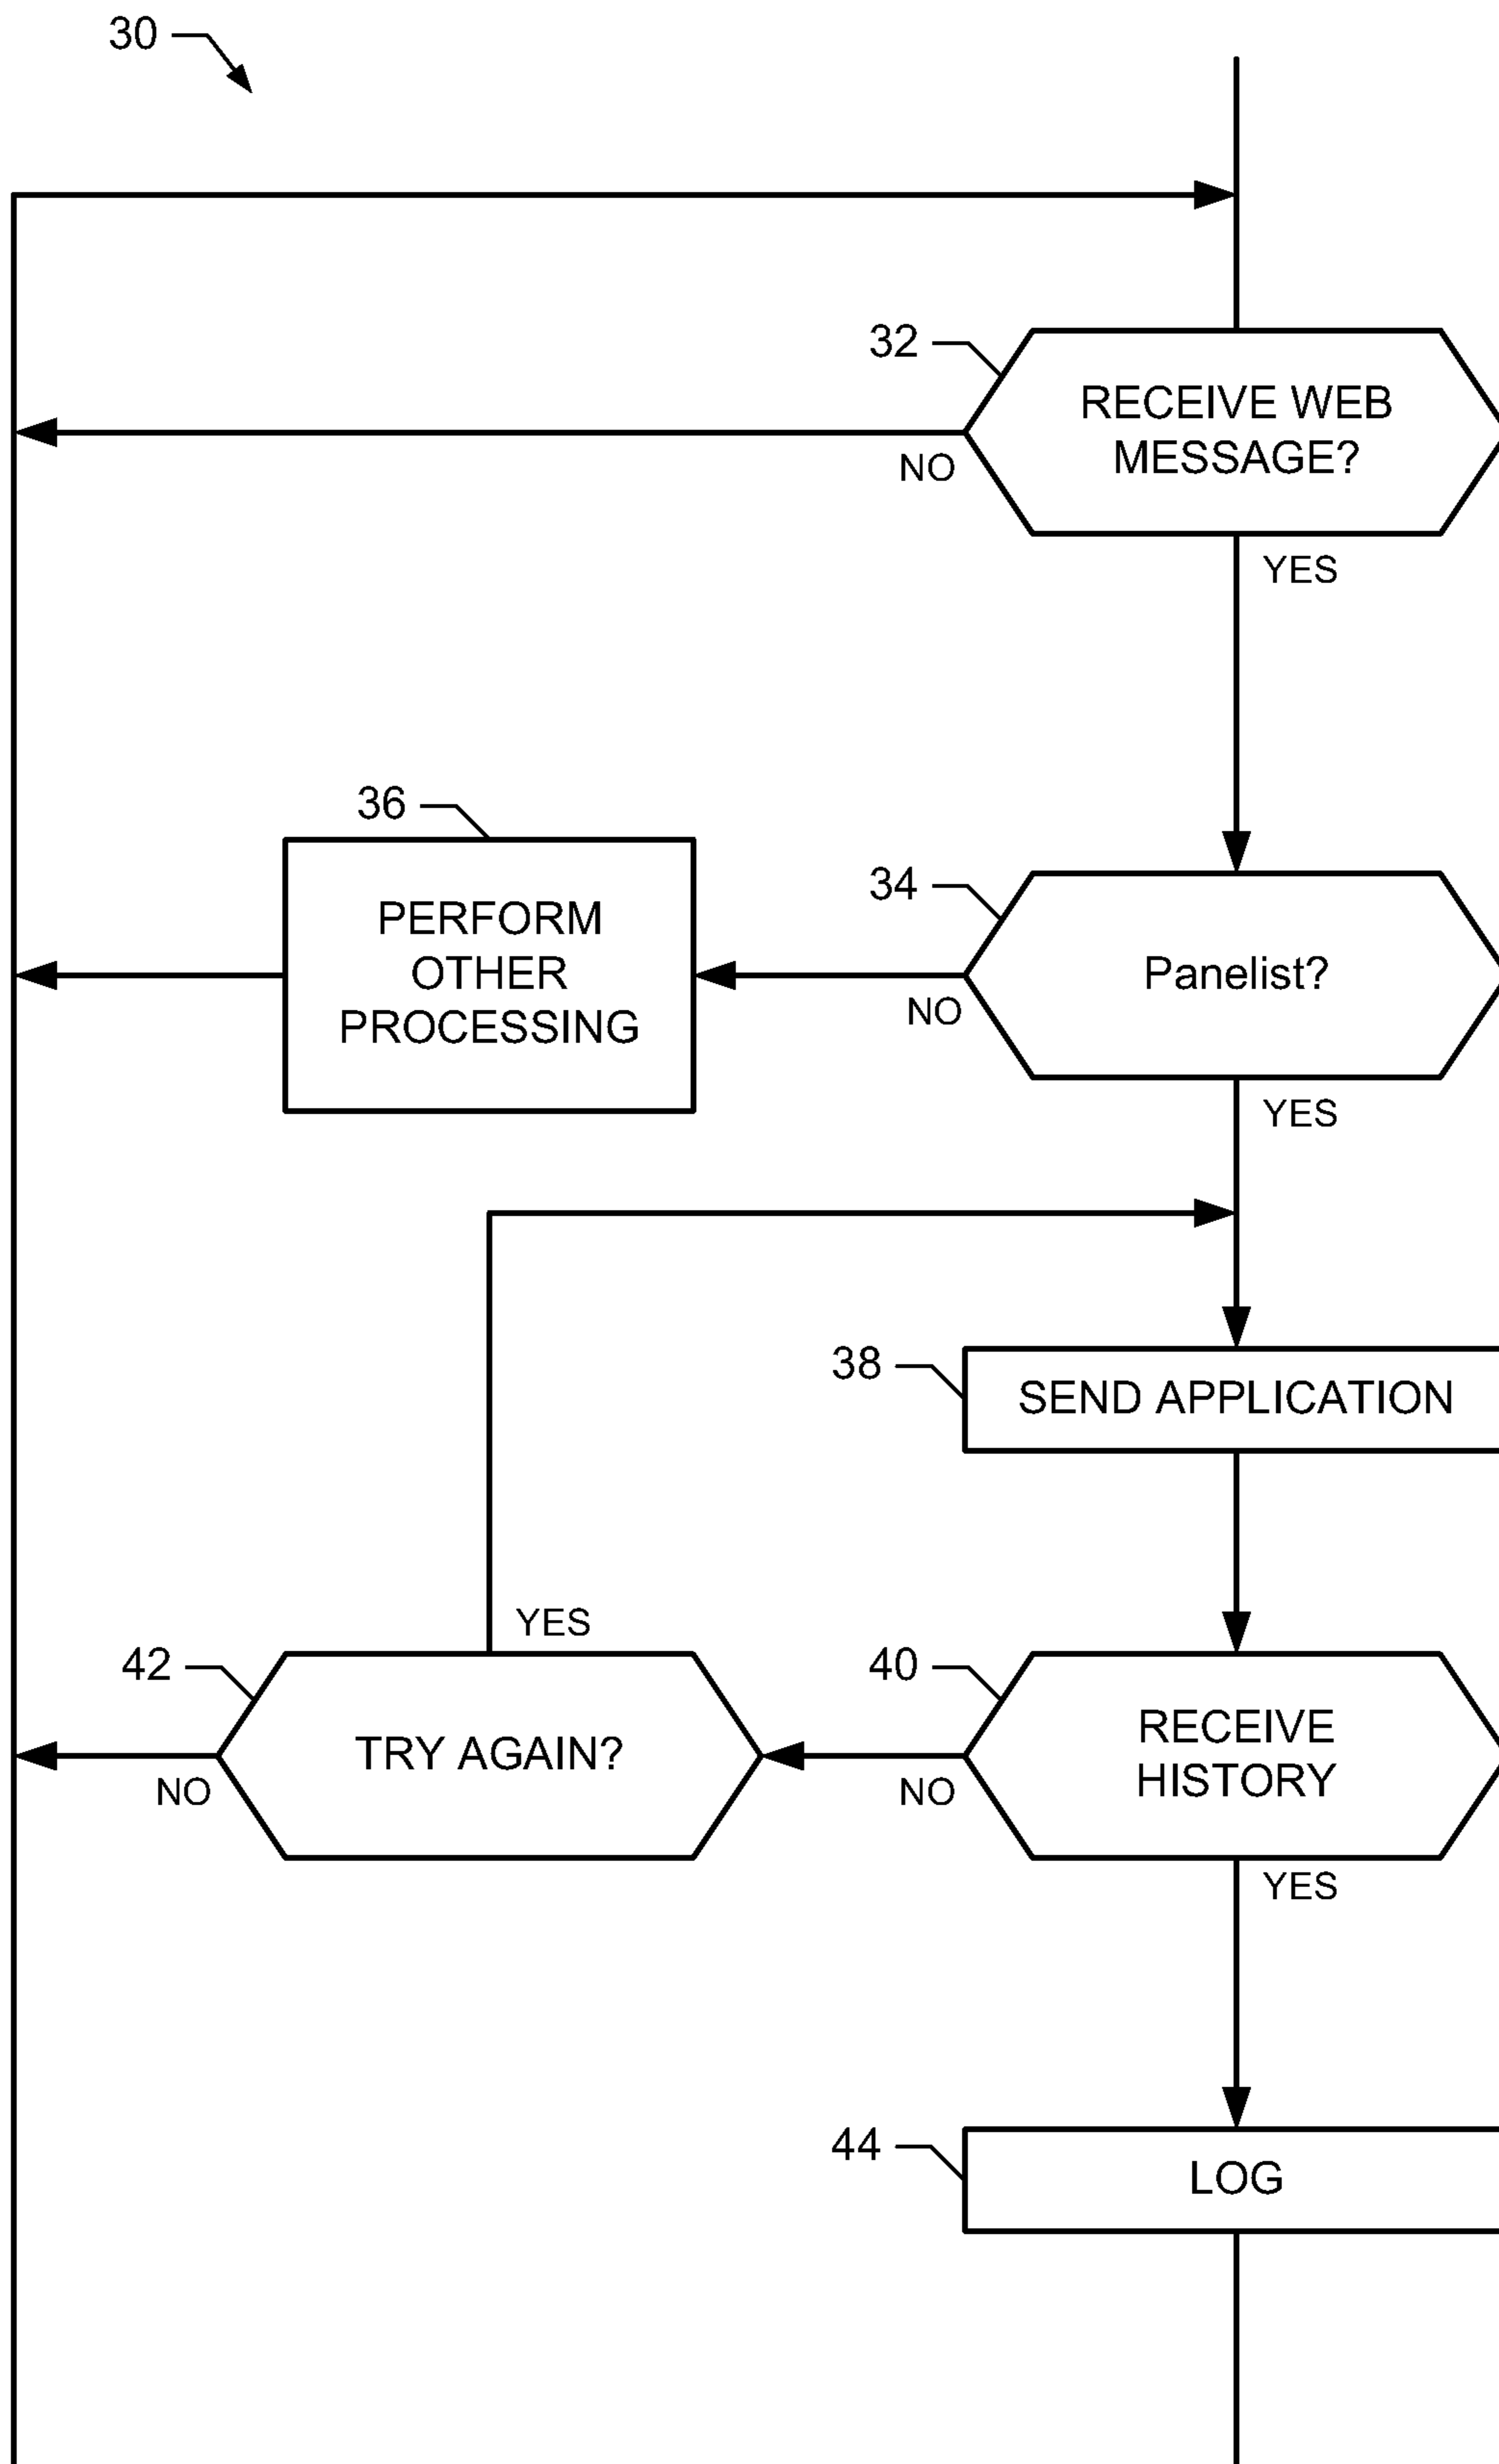 30
32
RECEIVE WEB
MESSAGE?
NO
YES
36
PERFORM
OTHER
PROCESSING
34
Panelist?
NO
YES
38
SEND APPLICATION
YES
42
TRY AGAIN?
NO
40
RECEIVE
HISTORY
NO
YES
44
LOG